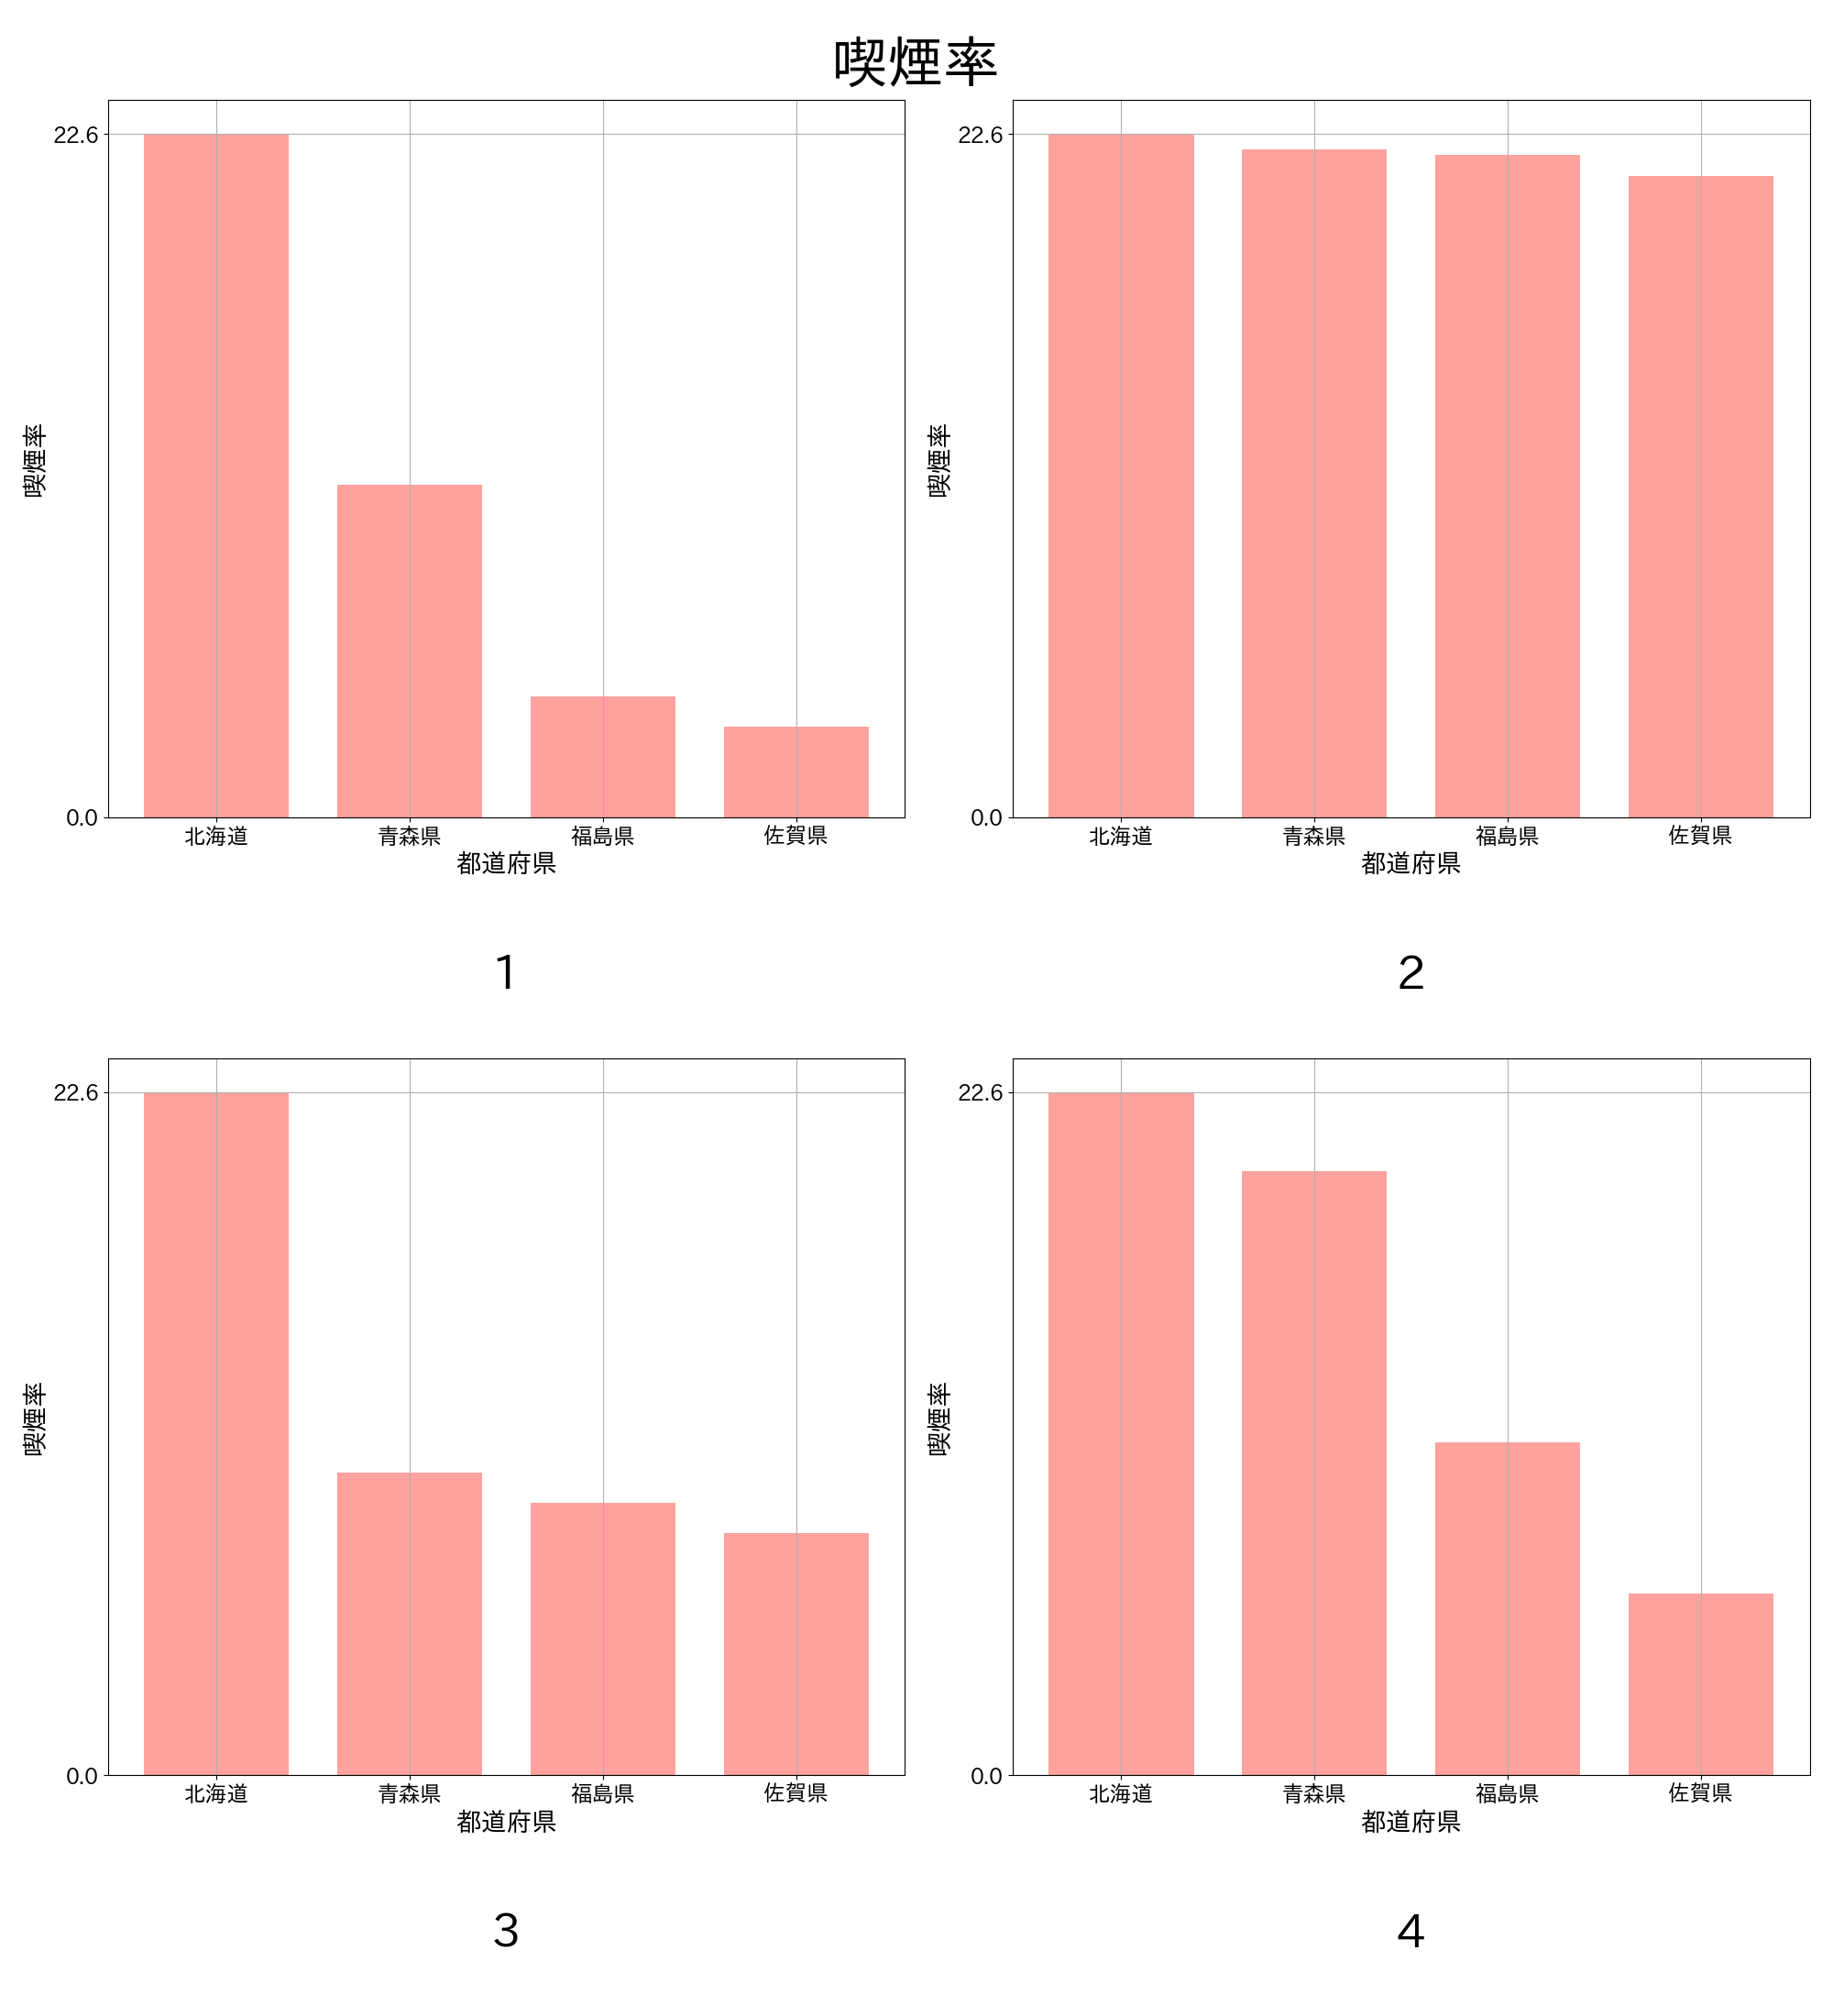 喫煙率
22.6
0.0
喫煙率
北海道 青森県 福島県 佐賀県
都道府県
1
22.6
0.0
喫煙率
北海道 青森県 福島県 佐賀県
都道府県
2
22.6
0.0
喫煙率
北海道 青森県 福島県 佐賀県
都道府県
3
22.6
0.0
喫煙率
北海道 青森県 福島県 佐賀県
都道府県
4